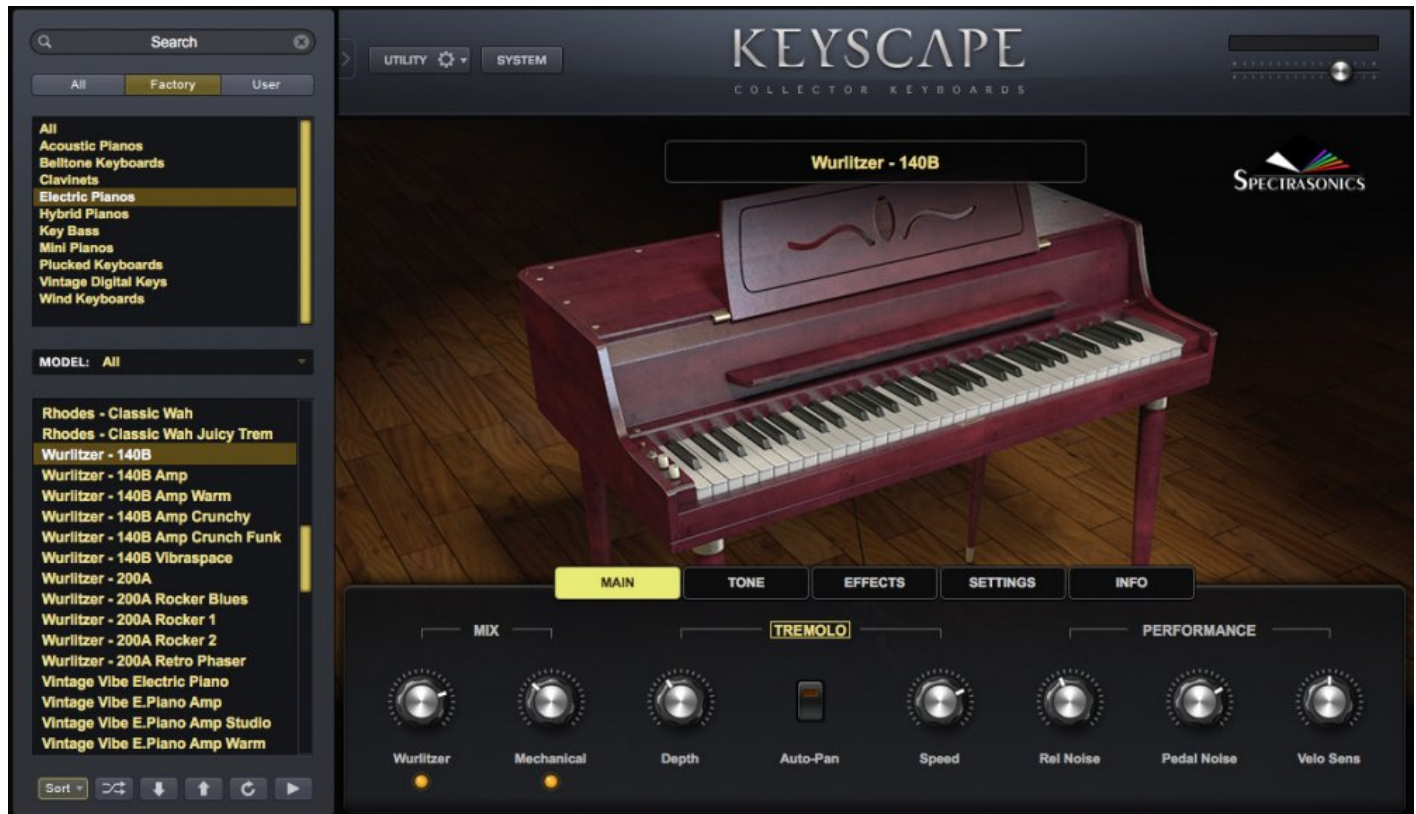 Search
All Factory User
All
Acoustic Pianos
Belltone Keyboards
Clavinets
Electric Pianos
Hybrid Pianos
Key Bass
Mini Pianos
Plucked Keyboards
Vintage Digital Keys
Wind Keyboards
MODEL: All
Rhodes - Classic Wah
Rhodes - Classic Wah Juicy Trem
Wurlitzer - 140B
Wurlitzer - 140B Amp
Wurlitzer - 140B Amp Warm
Wurlitzer - 140B Amp Crunchy
Wurlitzer - 140B Amp Crunch Funk
Wurlitzer - 140B Vibraspace
Wurlitzer - 200A
Wurlitzer - 200A Rocker Blues
Wurlitzer - 200A Rocker 1
Wurlitzer - 200A Rocker 2
Wurlitzer - 200A Retro Phaser
Vintage Vibe Electric Piano
Vintage Vibe E.Piano Amp
Vintage Vibe E.Piano Amp Studio
Vintage Vibe E.Piano Amp Warm
Sort
UTILITY SYSTEM
KEYSCAPE
COLLECTOR KEYBOARDS
Wurlitzer - 140B
SPECTRASONICS
MAIN TONE EFFECTS SETTINGS INFO
MIX TREMOLO PERFORMANCE
Wurlitzer Mechanical Depth Auto-Pan Speed Rel Noise Pedal Noise Velo Sens